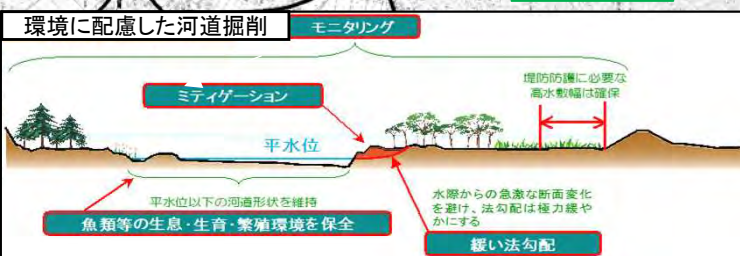 環境に配慮した河道掘削
モニタリング
堤防防護に必要な
高水敷幅は確保
ミティゲーション
平水位
平水位以下の河道形状を維持
魚類等の生息・生育・繁殖環境を保全
水際からの急激な断面変化
を避け、法勾配は極力緩や
かにする
緩い法勾配